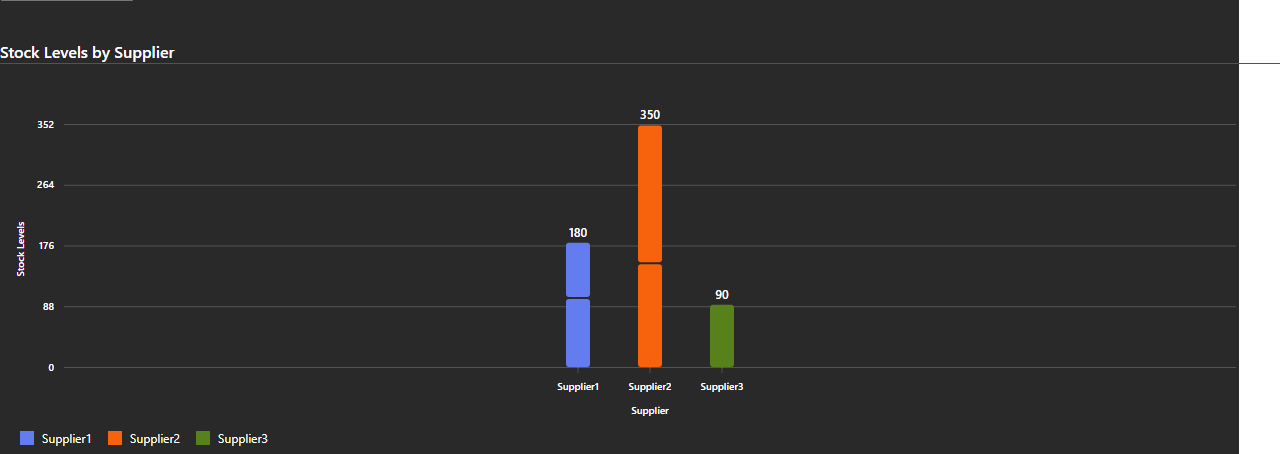 Stock Levels by Supplier
350
352
180
264
Stock Levels
176
90
88
0
Supplier1 Supplier2 Supplier3
Supplier
Supplier1 Supplier2 Supplier3